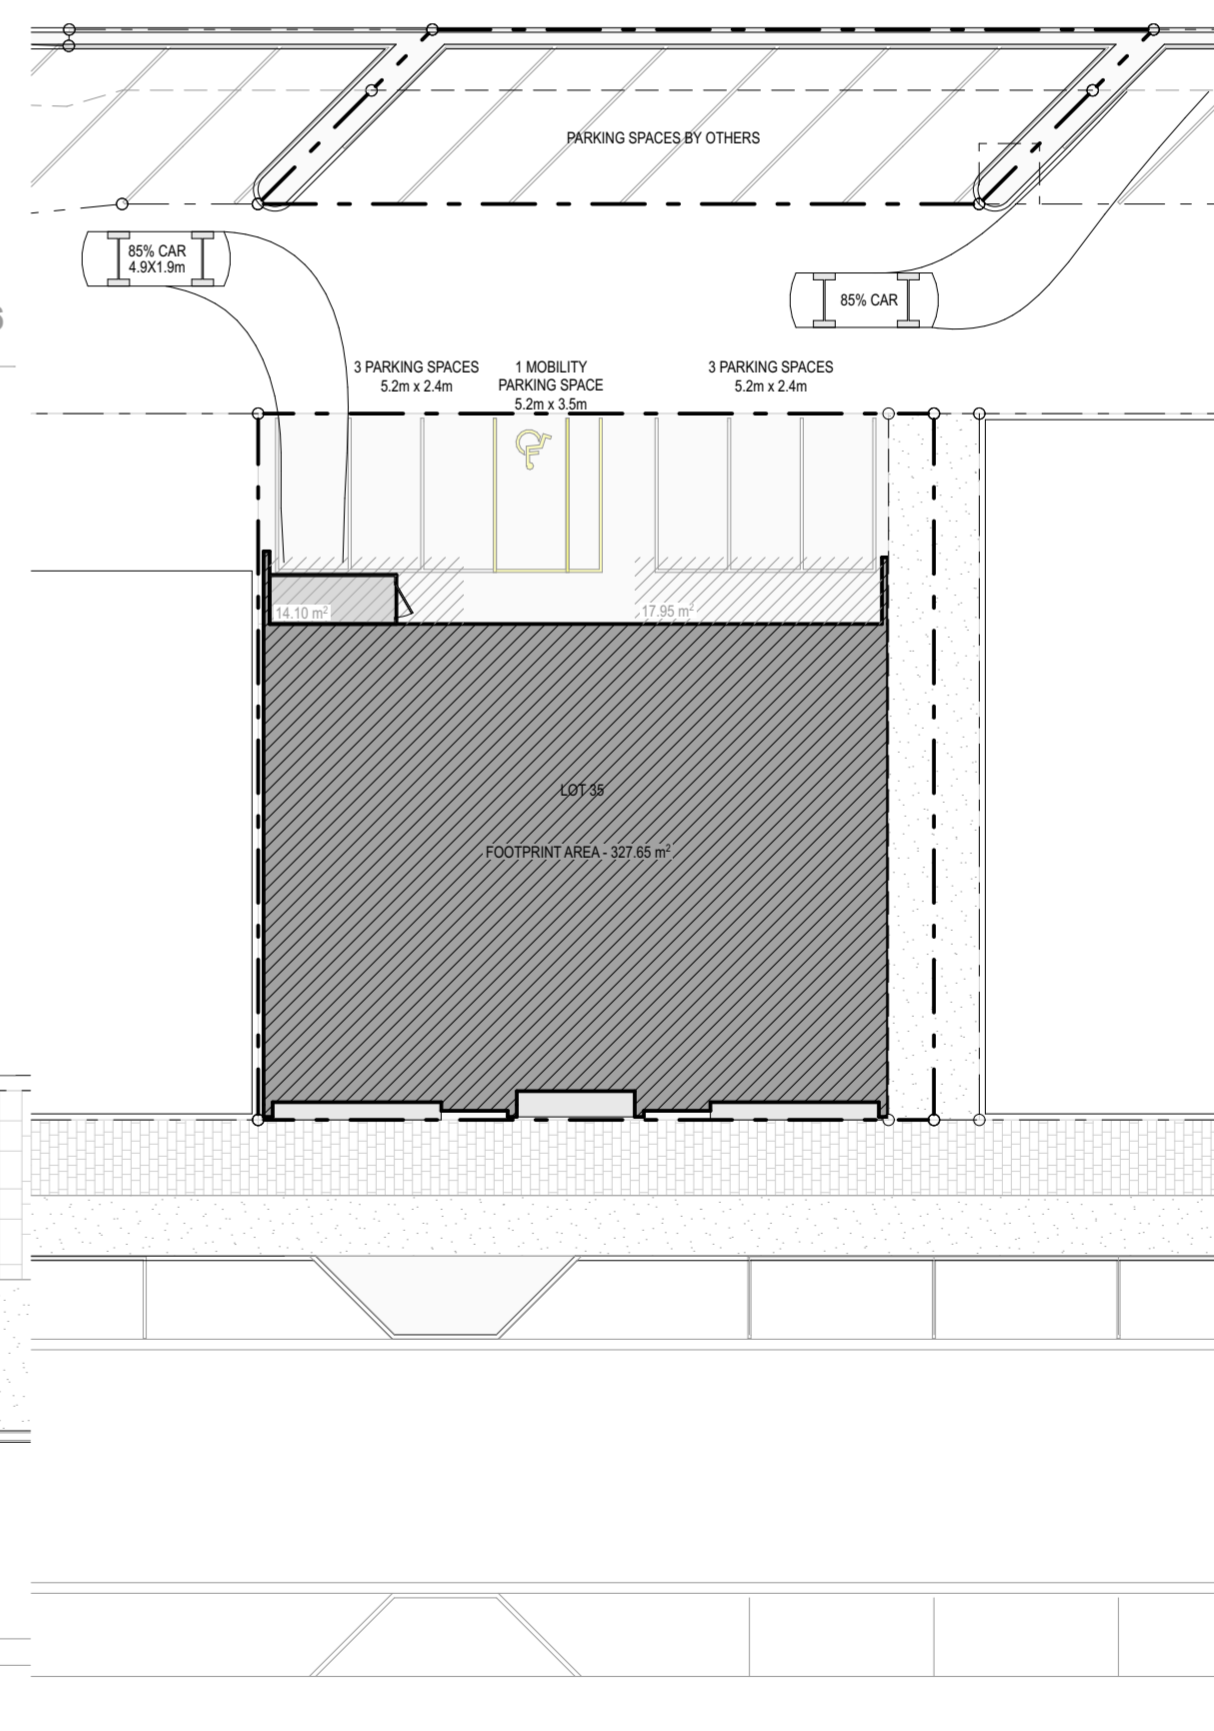 PARKING SPACES BY OTHERS
85% CAR
4.9X1.9m
85% CAR
3 PARKING SPACES
5.2m x 2.4m
1 MOBILITY
PARKING SPACE
5.2m x 3.5m
3 PARKING SPACES
5.2m x 2.4m
14.10 m²
17.95 m²
LOT 35
FOOTPRINT AREA - 327.65 m²